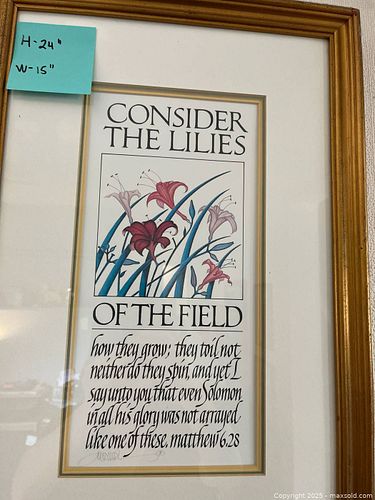 H-24"
W-15"
CONSIDER
THE LILIES
OF THE FIELD
how they grow; they toil not
neither do they spin, and yet I
say unto you that even Solomon
in all his glory was not arrayed
like one of these. matthew 6.28
Copyright 2025 - maxsold.com